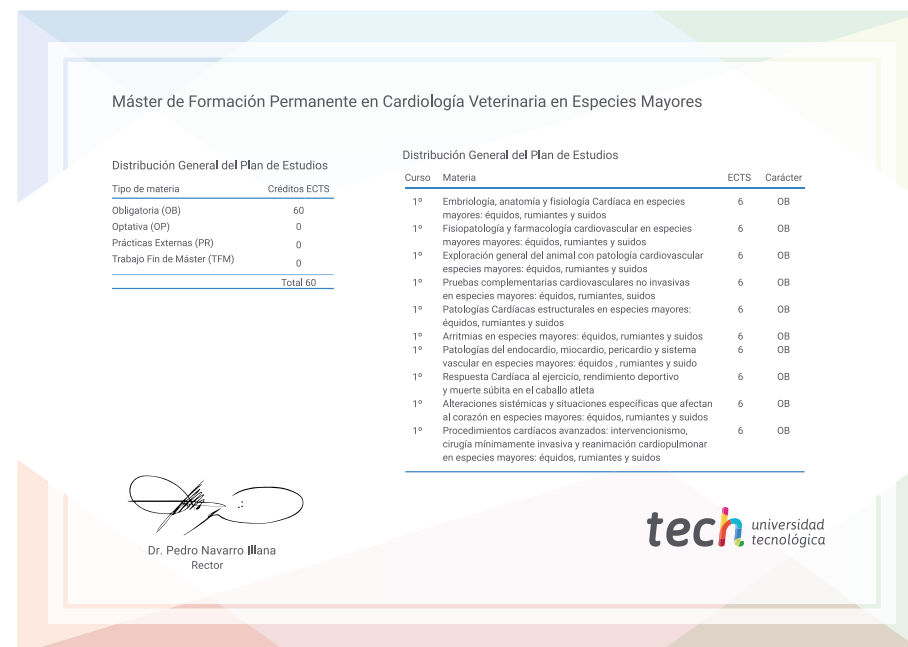 Máster de Formación Permanente en Cardiología Veterinaria en Especies Mayores
Distribución General del Plan de Estudios
Tipo de materia Créditos ECTS
Obligatoria (OB) 60
Optativa (OP) 0
Prácticas Externas (PR) 0
Trabajo Fin de Máster (TFM) 0
Total 60
Distribución General del Plan de Estudios
Curso Materia ECTS Carácter
1º Embriología, anatomía y fisiología Cardíaca en especies 6 OB
mayores: équidos, rumiantes y suidos
1º Fisiopatología y farmacología cardiovascular en especies 6 OB
mayores mayores: équidos, rumiantes y suidos
1º Exploración general del animal con patología cardiovascular 6 OB
especies mayores: équidos, rumiantes y suidos
1º Pruebas complementarias cardiovasculares no invasivas 6 OB
en especies mayores: équidos, rumiantes, suidos
1º Patologías Cardíacas estructurales en especies mayores: 6 OB
équidos, rumiantes y suidos
1º Arritmias en especies mayores: équidos, rumiantes y suidos 6 OB
1º Patologías del endocardio, miocardio, pericardio y sistema 6 OB
vascular en especies mayores: équidos , rumiantes y suido
1º Respuesta Cardíaca al ejercicio, rendimiento deportivo 6 OB
y muerte súbita en el caballo atleta
1º Alteraciones sistémicas y situaciones específicas que afectan 6 OB
al corazón en especies mayores: équidos, rumiantes y suidos
1º Procedimientos cardíacos avanzados: intervencionismo, 6 OB
cirugía mínimamente invasiva y reanimación cardiopulmonar
en especies mayores: équidos, rumiantes y suidos
Dr. Pedro Navarro Illana
Rector
tech universidad
tecnológica